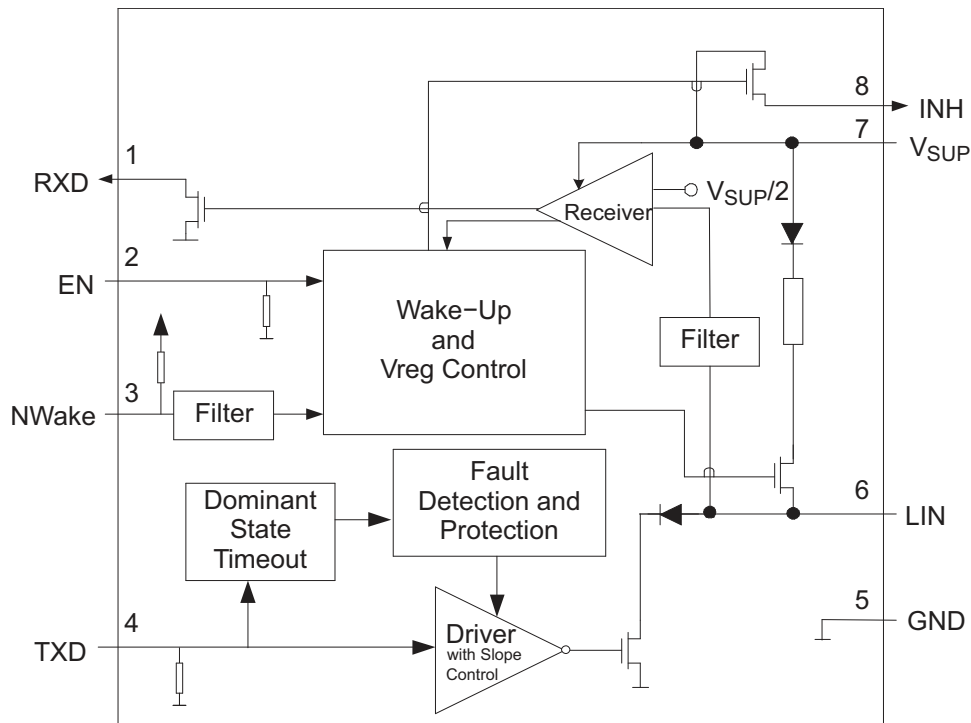 8
INH
7
VSUP
1
RXD
Receiver
VSUP/2
2
EN
Wake−Up
and
Vreg Control
Filter
3
NWake
Filter
Fault
Detection and
Protection
Dominant
State
Timeout
6
LIN
5
GND
4
TXD
Driver
with Slope
Control